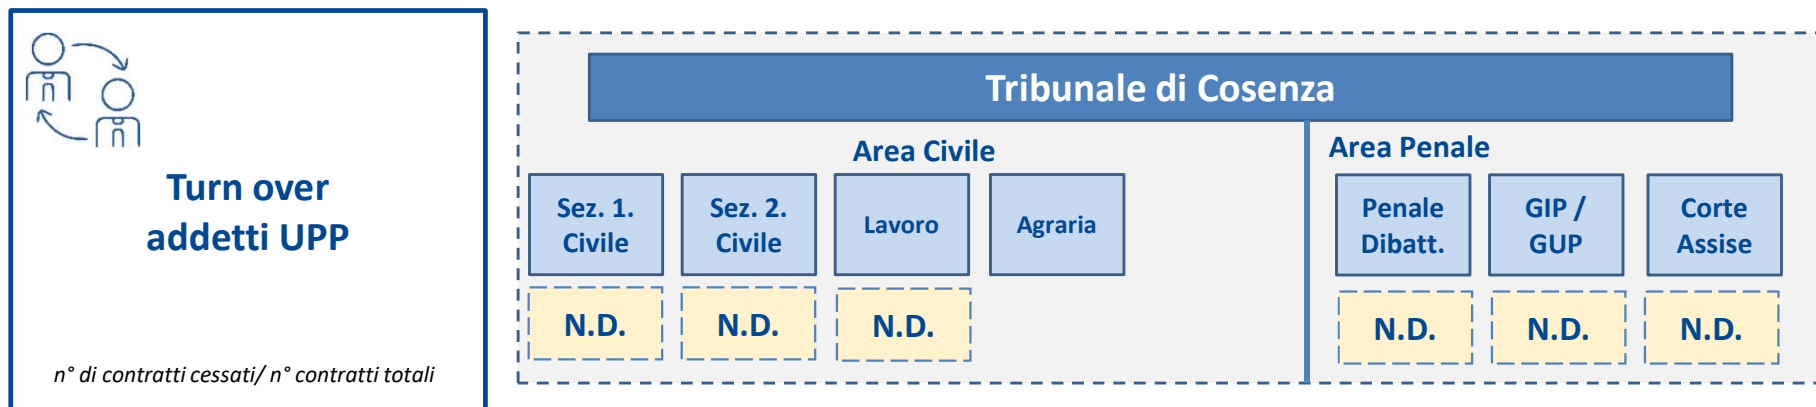 Turn over
addetti UPP
n° di contratti cessati/ n° contratti totali
Tribunale di Cosenza
Area Civile
Sez. 1.
Civile
Sez. 2.
Civile
Lavoro
Agraria
N.D.
N.D.
N.D.
Area Penale
Penale
Dibatt.
GIP /
GUP
Corte
Assise
N.D.
N.D.
N.D.